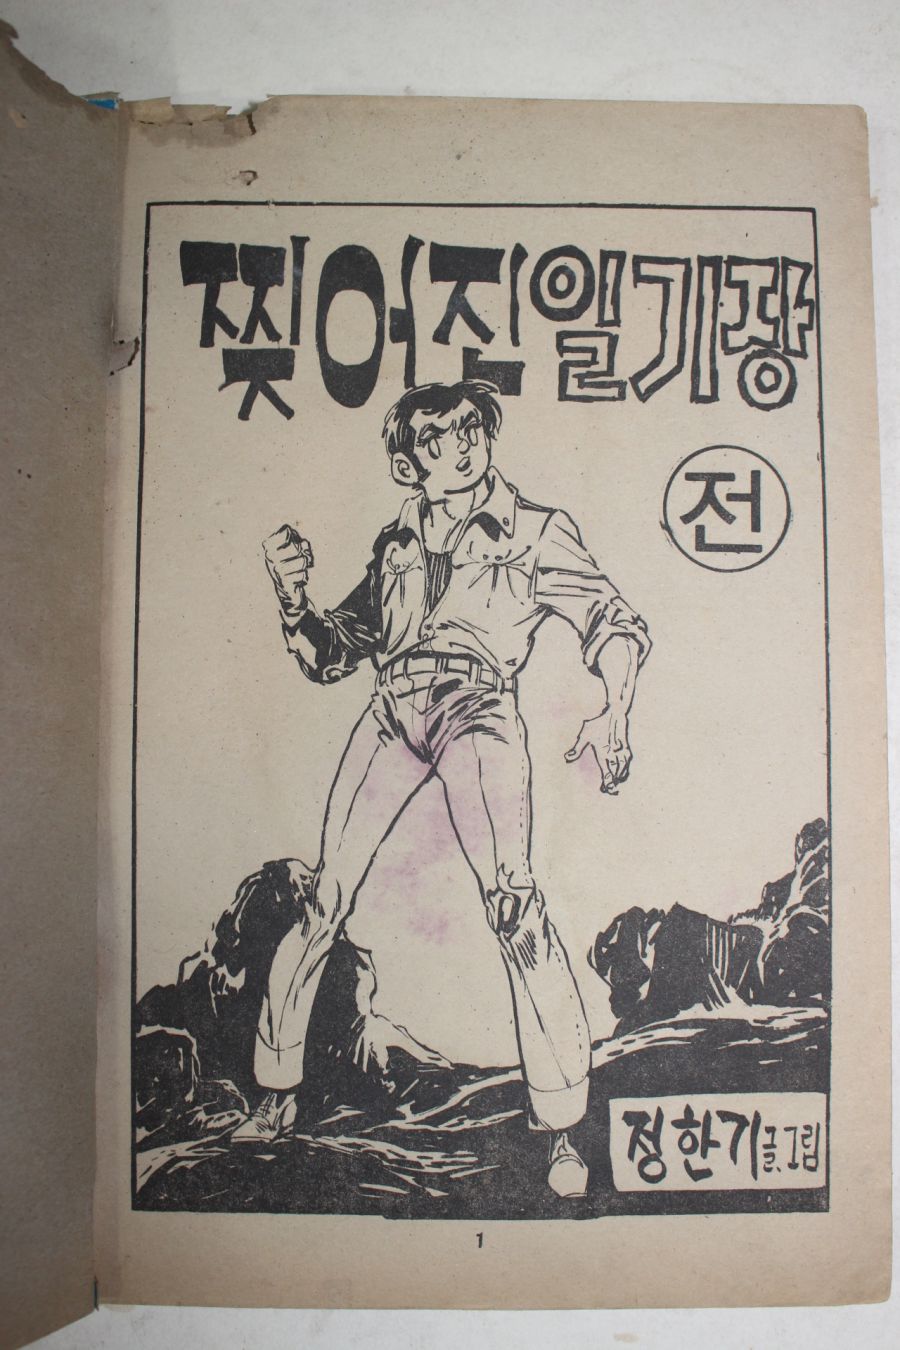 찢어진 일기장
전
정한기 글.그림
1